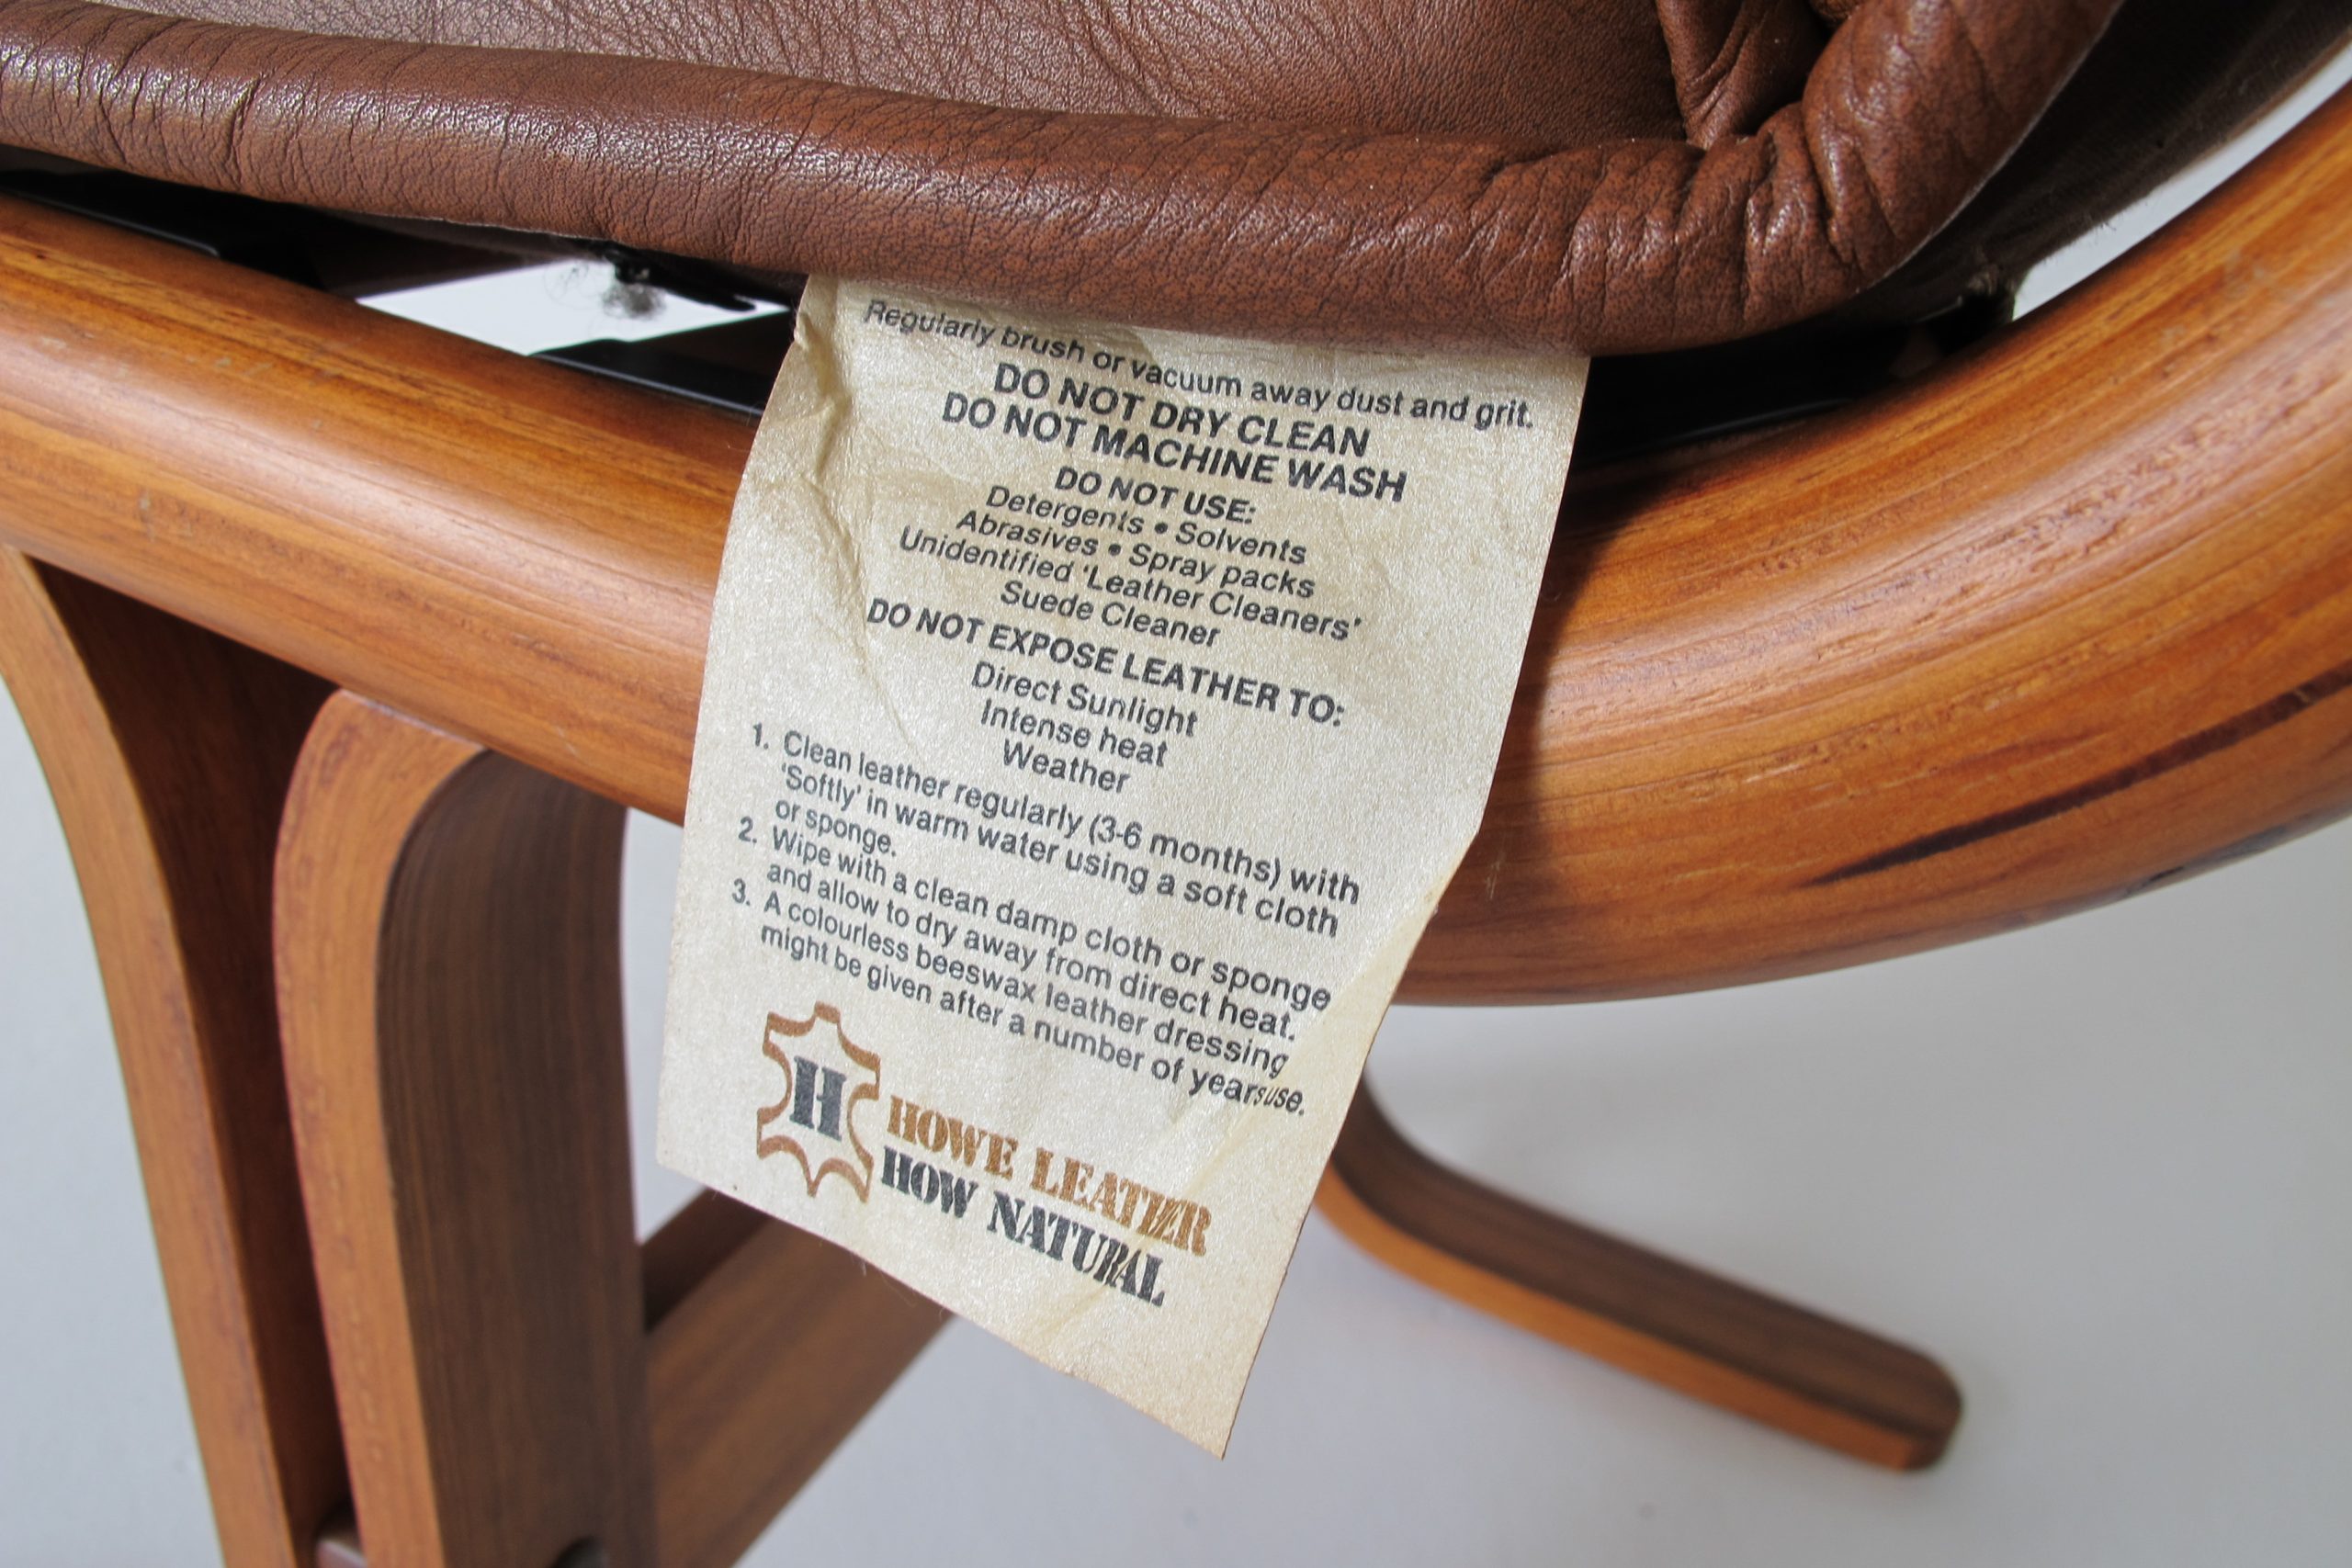 Regularly brush or vacuum away dust and grit.
DO NOT DRY CLEAN
DO NOT MACHINE WASH
DO NOT USE:
Detergents • Solvents
Abrasives • Spray packs
Unidentified 'Leather Cleaners'
Suede Cleaner
DO NOT EXPOSE LEATHER TO:
Direct Sunlight
Intense heat
Weather
1. Clean leather regularly (3-6 months) with
'Softly' in warm water using a soft cloth
or sponge.
2. Wipe with a clean damp cloth or sponge
and allow to dry away from direct heat.
3. A colourless beeswax leather dressing
might be given after a number of years use.
H
HOWE LEATHER
HOW NATURAL